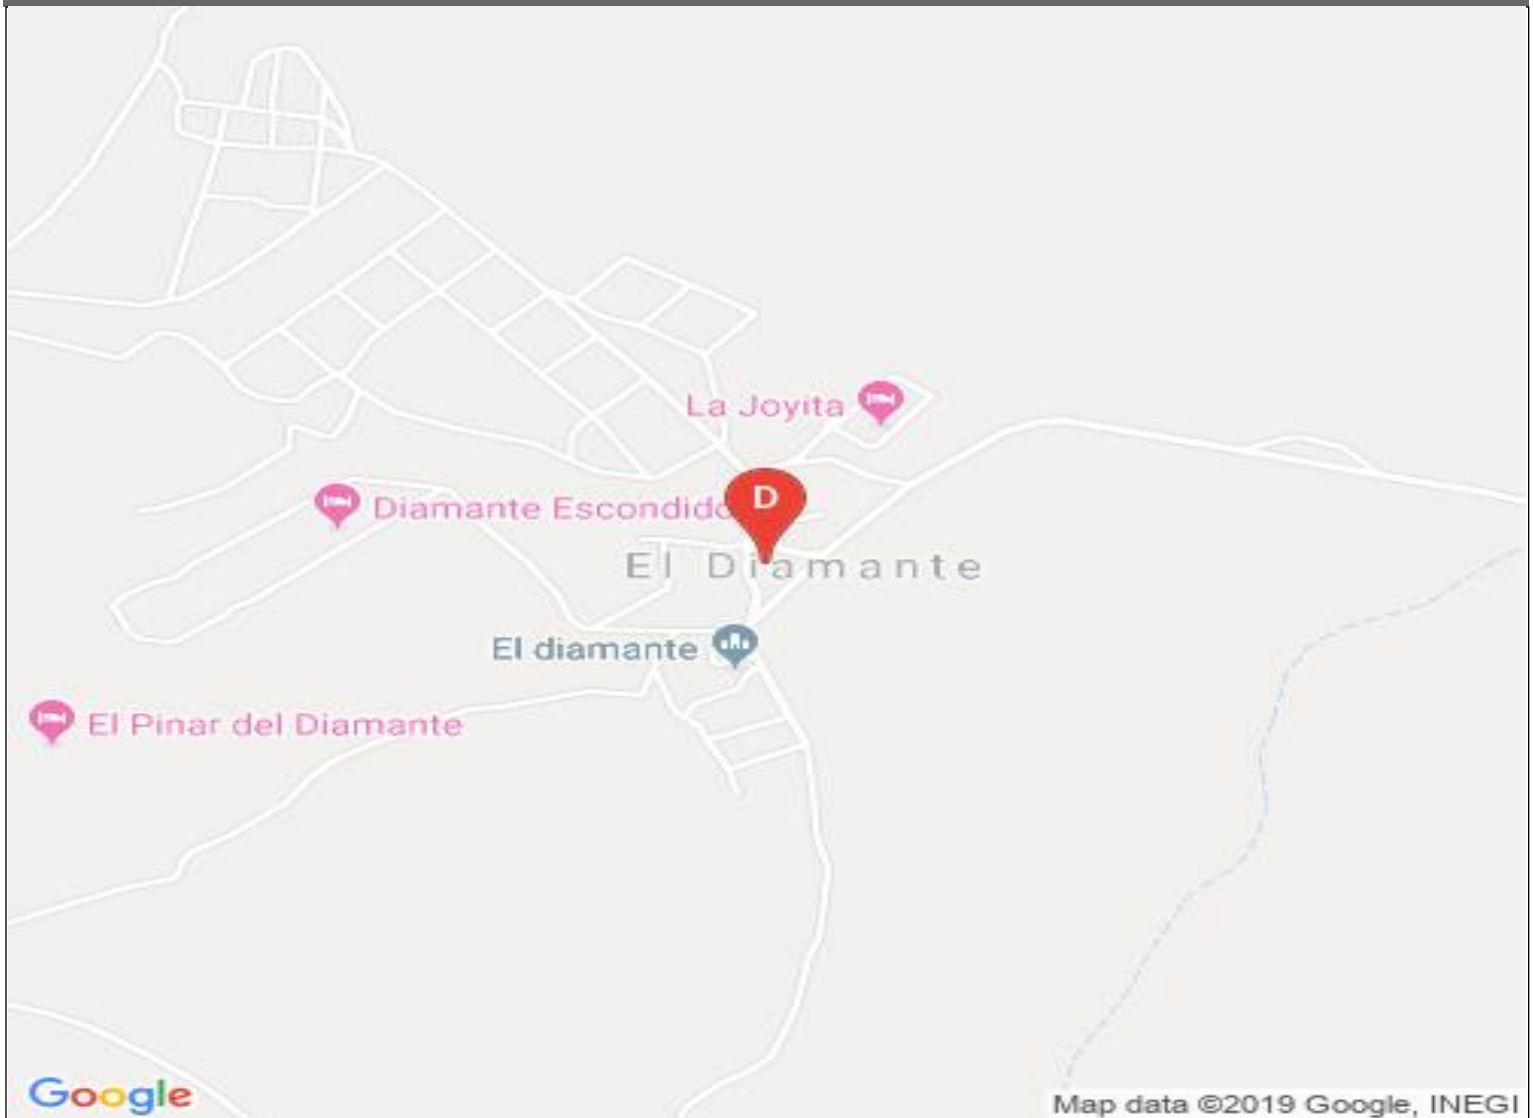 La Joyita
D
Diamante Escondido
El Diamante
El diamante
El Pinar del Diamante
Google
Map data ©2019 Google, INEGI